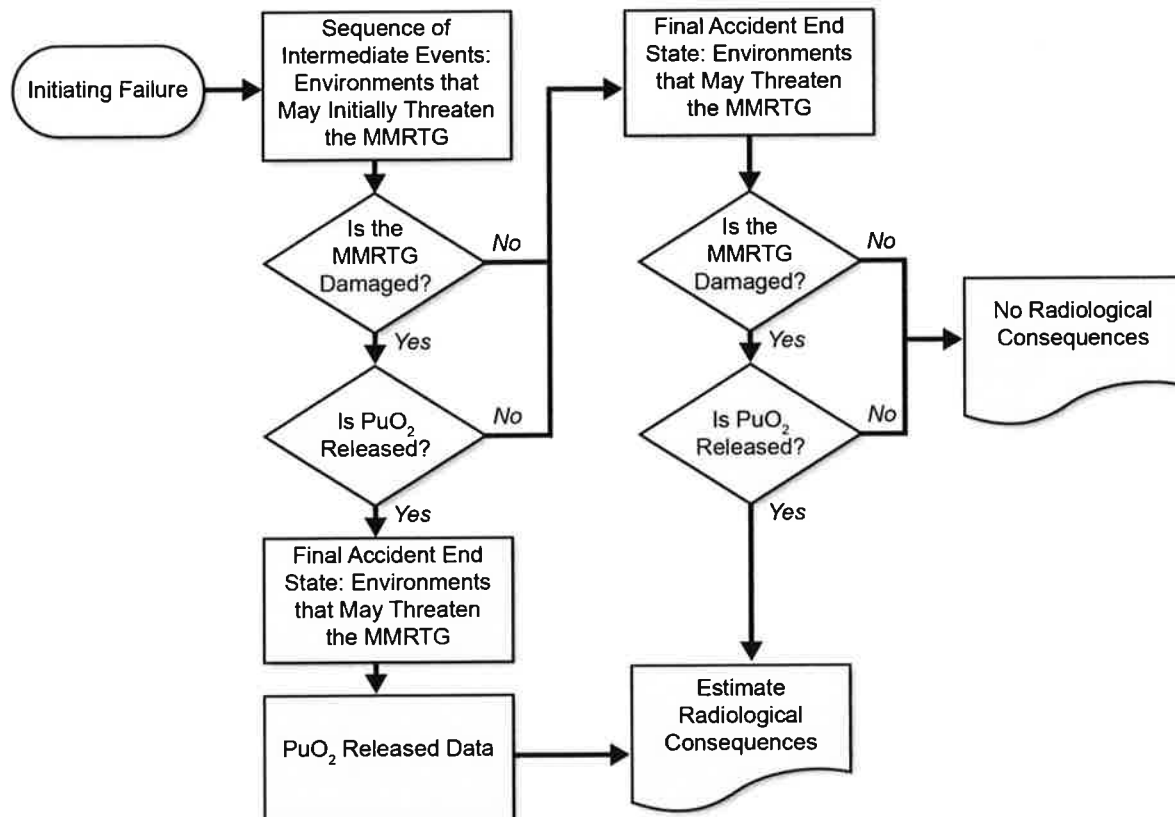 Initiating Failure
Sequence of
Intermediate Events:
Environments that
May Initially Threaten
the MMRTG
Is the
MMRTG
Damaged?
No
Yes
Is PuO₂
Released?
No
Yes
Final Accident End
State: Environments
that May Threaten
the MMRTG
PuO₂ Released Data
Final Accident End
State: Environments
that May Threaten
the MMRTG
Is the
MMRTG
Damaged?
No
Yes
Is PuO₂
Released?
No
Yes
No Radiological
Consequences
Estimate
Radiological
Consequences